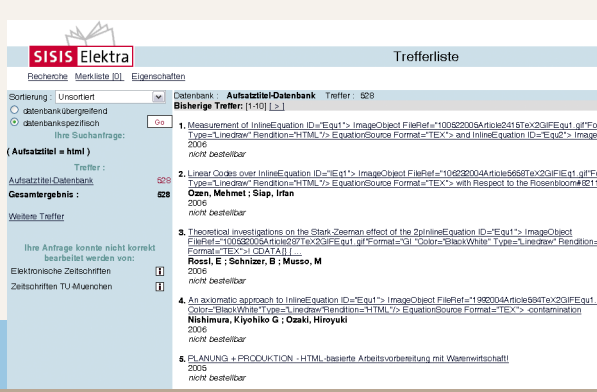 SISIS Elektra
Trefferliste
Recherche Merkliste [0] Eigenschaften
Sortierung : Unsortiert
datenbankübergreifend
datenbankspezifisch
Go
Ihre Suchanfrage:
( Aufsatztitel = html )
Treffer :
Aufsatztitel-Datenbank 528
Gesamtergebnis : 528
Weitere Treffer
Ihre Anfrage konnte nicht korrekt
bearbeitet werden von:
Elektronische Zeitschriften
Zeitschriften TU-Muenchen
Datenbank : Aufsatztitel-Datenbank Treffer : 528
Bisherige Treffer: [1-10] [ > ]
1. Measurement of InlineEquation ID="Equ1"> ImageObject FileRef="100522005Article2415TeX2GIFEqu1.gif"Fo
Type="Linedraw" Rendition="HTML"/> EquationSource Format="TEX"> and InlineEquation ID="Equ2"> Image
2006
nicht bestellbar
2. Linear Codes over InlineEquation ID="IEq1"> ImageObject FileRef="106232004Article5658TeX2GIFIEq1.gif"F
Type="Linedraw" Rendition="HTML"/> EquationSource Format="TEX"> with Respect to the Rosenbloom#8211
Ozen, Mehmet ; Siap, Irfan
2006
nicht bestellbar
3. Theoretical investigations on the Stark-Zeeman effect of the 2pInlineEquation ID="Equ1"> ImageObject
FileRef="100532005Article287TeX2GIFEqu1.gif"Format="GI "Color="BlackWhite" Type="Linedraw" Rendition=
Format="TEX">![CDATA[] { ...
Rossl, E ; Schnizer, B ; Musso, M
2006
nicht bestellbar
4. An axiomatic approach to InlineEquation ID="Equ1"> ImageObject FileRef="1992004Article564TeX2GIFEqu1.
Color="BlackWhite"Type="Linedraw"Rendition="HTML"/> EquationSource Format="TEX"> -contamination
Nishimura, Kiyohiko G ; Ozaki, Hiroyuki
2006
nicht bestellbar
5. PLANUNG + PRODUKTION - HTML-basierte Arbeitsvorbereitung mit Warenwirtschaft!
2005
nicht bestellbar